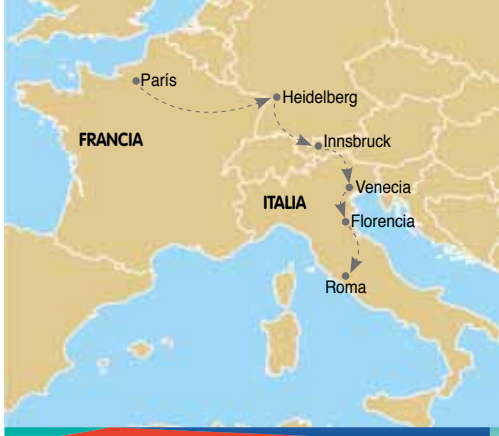 París
Heidelberg
FRANCIA
Innsbruck
Venecia
ITALIA
Florencia
Roma